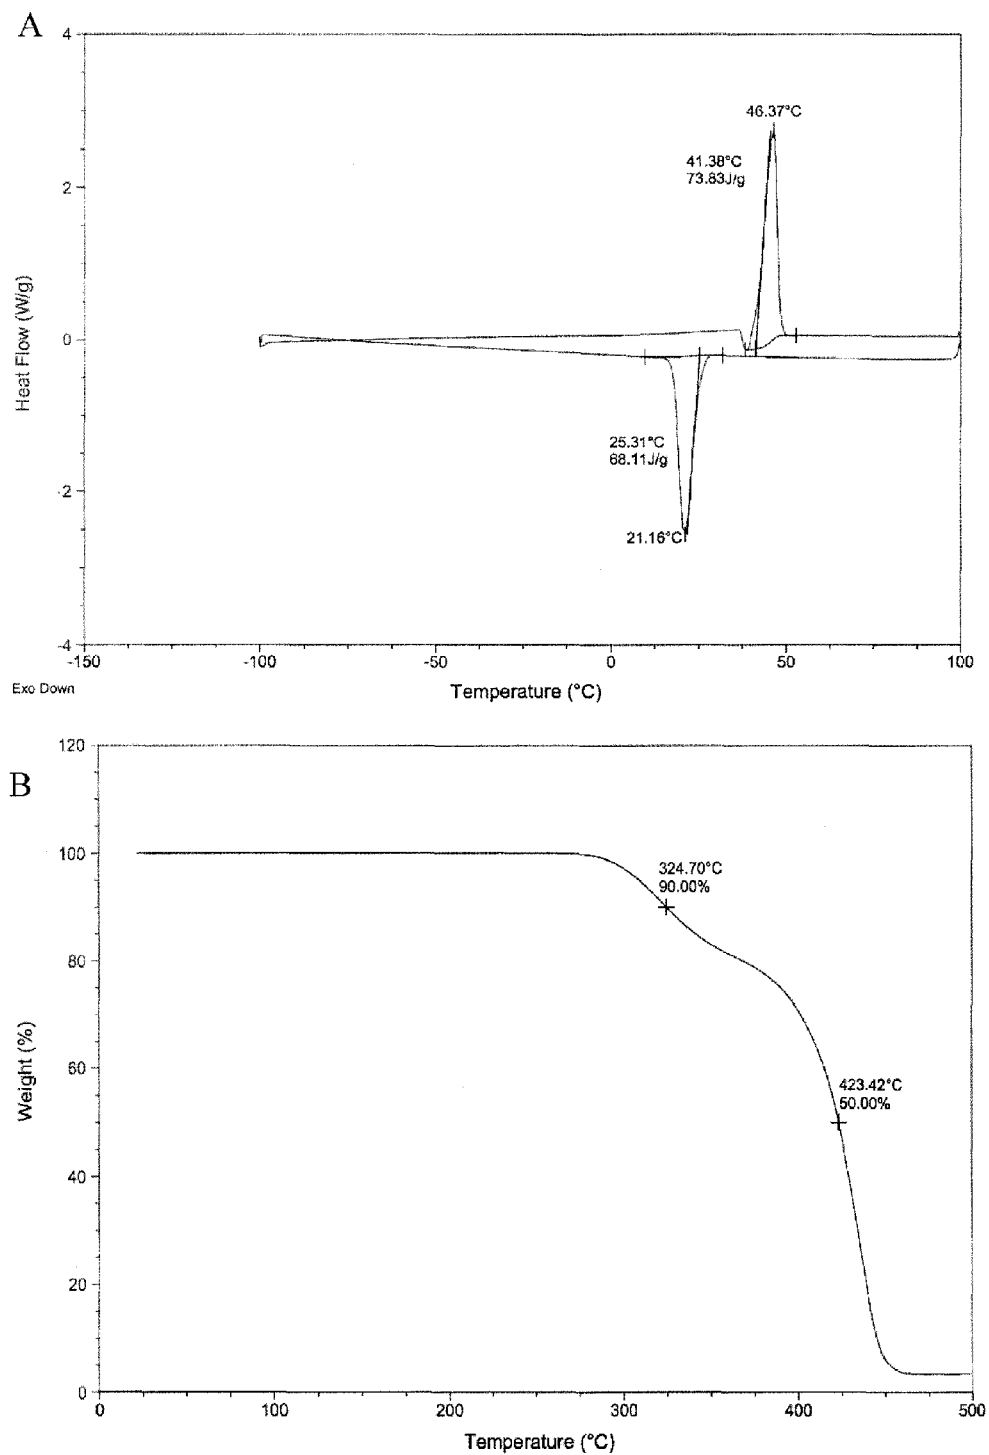 A
4
2
0
-2
-4
Heat Flow (W/g)
46.37°C
41.38°C
73.83J/g
25.31°C
68.11J/g
21.16°C
-150
-100
-50
0
50
100
Exo Down
Temperature (°C)
B
120
100
80
60
40
20
0
Weight (%)
324.70°C
90.00%
423.42°C
50.00%
0
100
200
300
400
500
Temperature (°C)